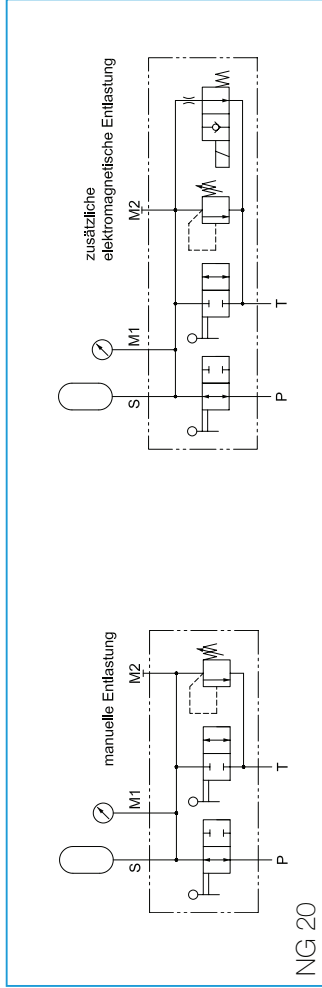 NG 20
manuelle Entlastung
S
M1
M2
P
T
zusätzliche
elektromagnetische Entlastung
S
M1
M2
P
T